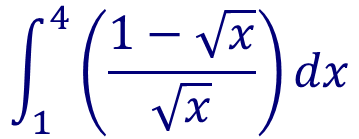 ∫₁⁴ ((1 − √x)/√x) dx